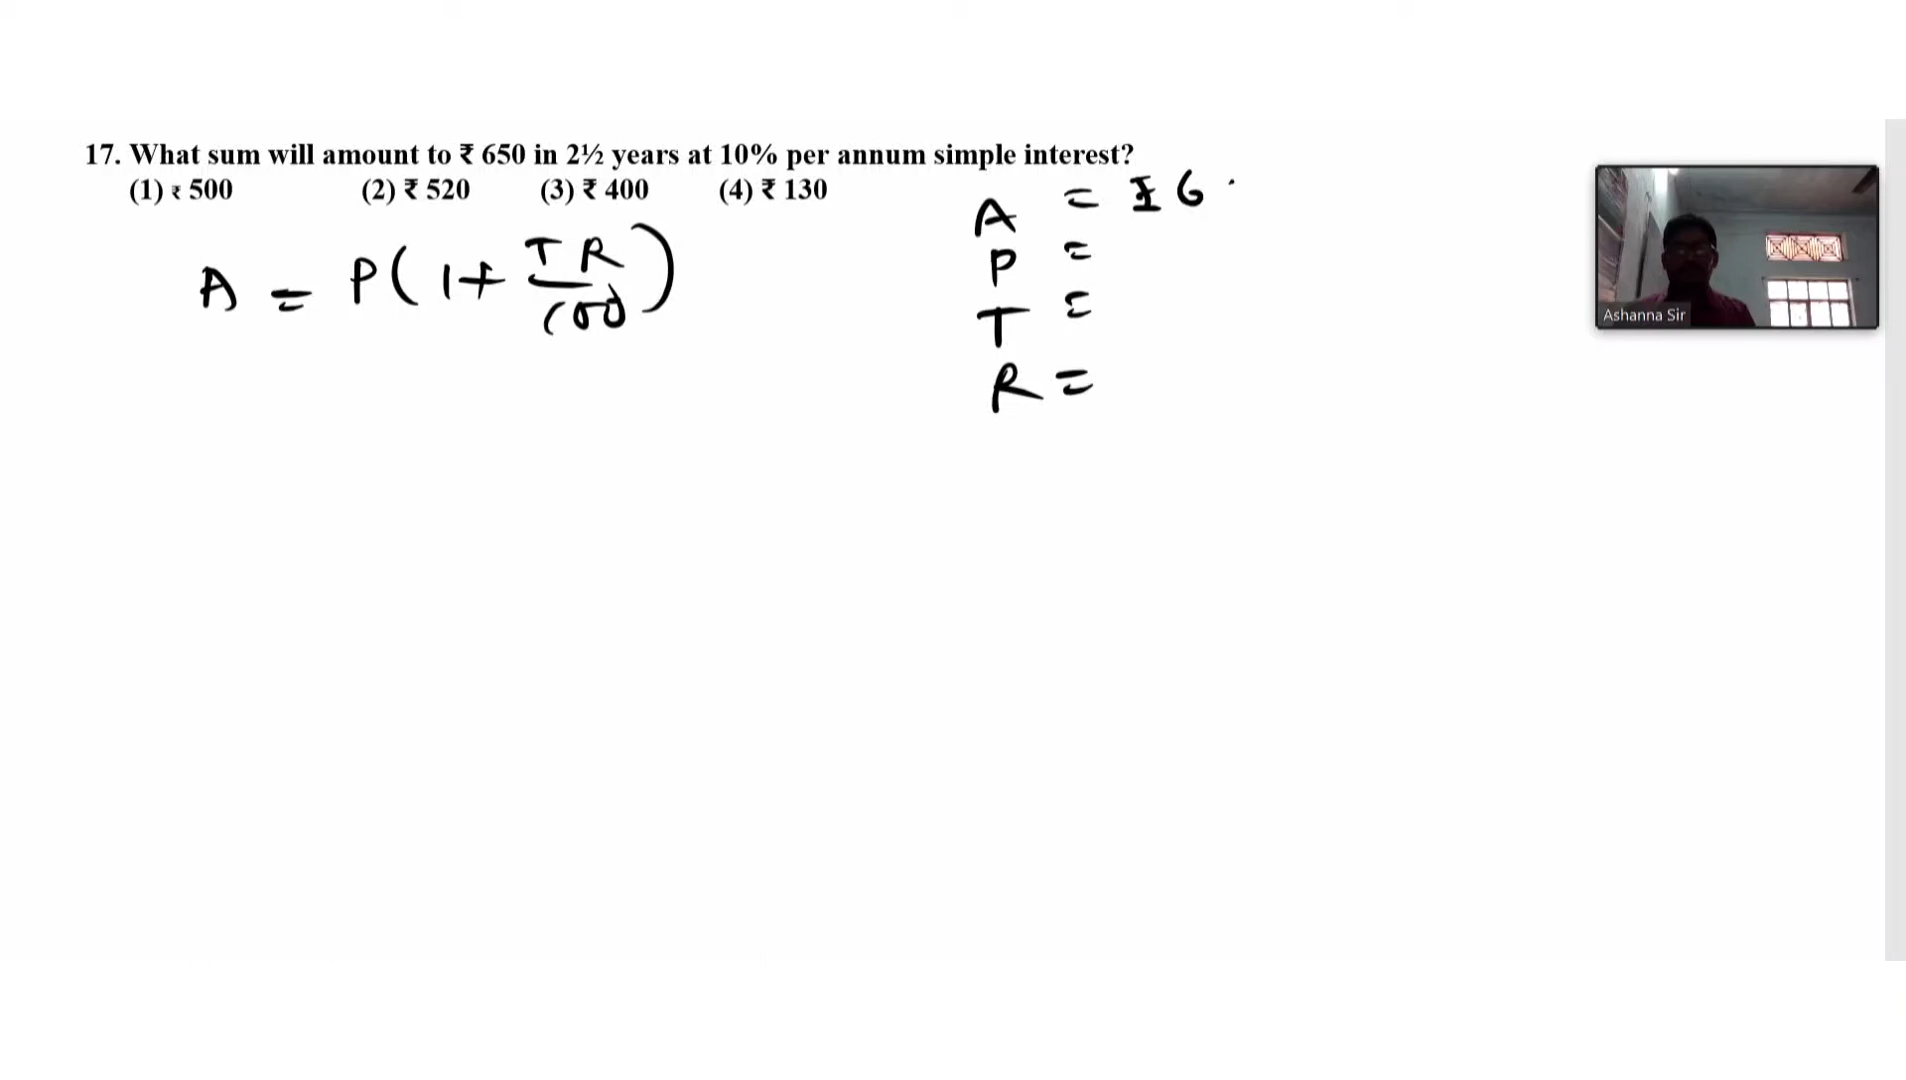 17. What sum will amount to ₹ 650 in 2½ years at 10% per annum simple interest?
(1) ₹ 500 (2) ₹ 520 (3) ₹ 400 (4) ₹ 130
A = P(1+ TR/100)
A = ₹ 6
P =
T =
R =
Ashanna Sir